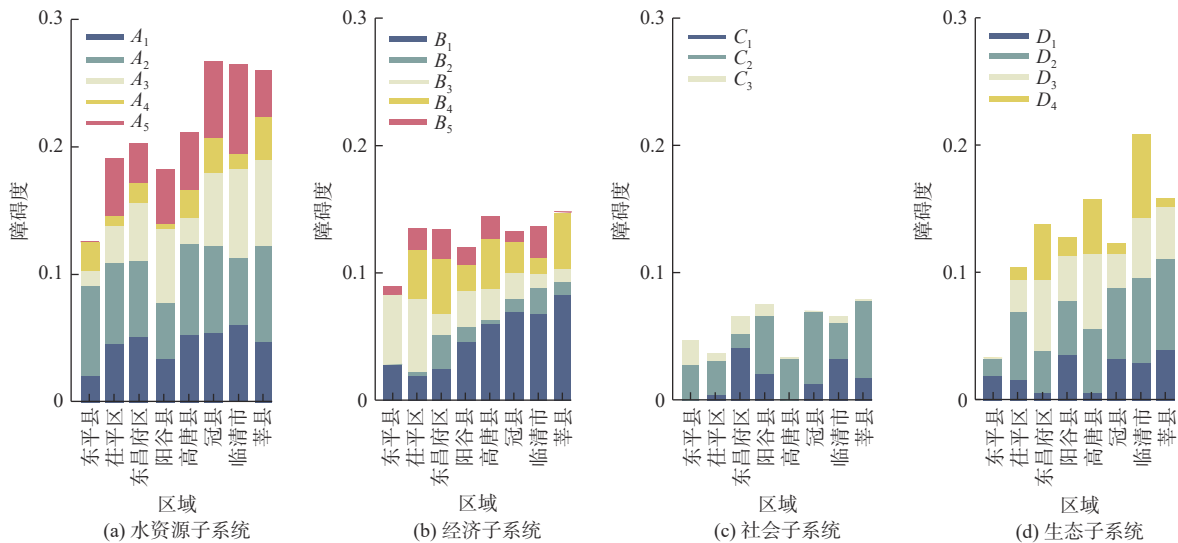 0.3
0.2
0.1
0
障碍度
A1
A2
A3
A4
A5
东平县
茌平区
东昌府区
阳谷县
高唐县
冠县
临清市
莘县
区域
(a) 水资源子系统
0.3
0.2
0.1
0
障碍度
B1
B2
B3
B4
B5
东平县
茌平区
东昌府区
阳谷县
高唐县
冠县
临清市
莘县
区域
(b) 经济子系统
0.3
0.2
0.1
0
障碍度
C1
C2
C3
东平县
茌平区
东昌府区
阳谷县
高唐县
冠县
临清市
莘县
区域
(c) 社会子系统
0.3
0.2
0.1
0
障碍度
D1
D2
D3
D4
东平县
茌平区
东昌府区
阳谷县
高唐县
冠县
临清市
莘县
区域
(d) 生态子系统